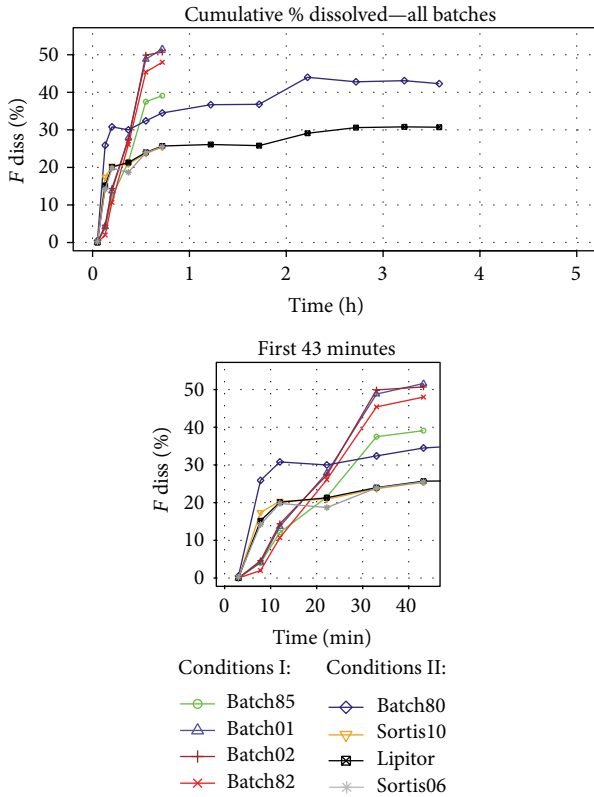 Cumulative % dissolved—all batches
50
40
30
20
10
0
F diss (%)
0 1 2 3 4 5
Time (h)
First 43 minutes
50
40
30
20
10
0
F diss (%)
0 10 20 30 40
Time (min)
Conditions I: Conditions II:
Batch85 Batch80
Batch01 Sortis10
Batch02 Lipitor
Batch82 Sortis06